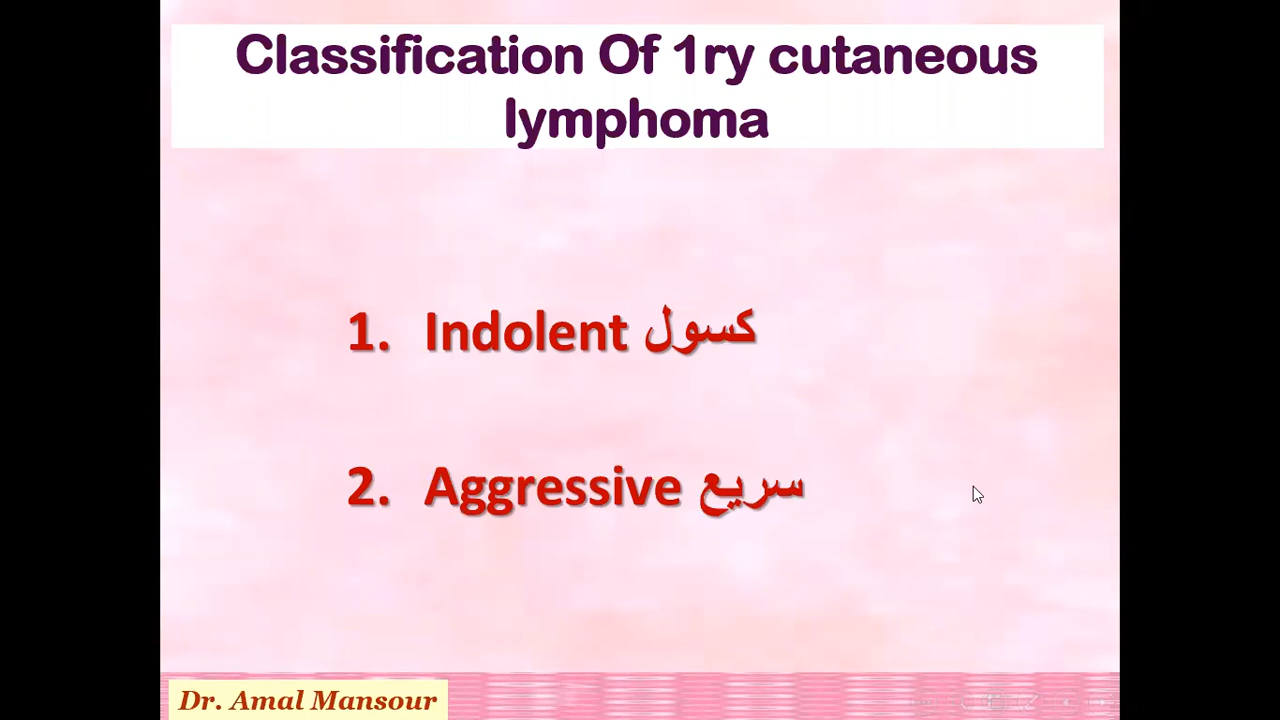 Classification Of 1ry cutaneous
lymphoma
1. Indolent كسول
2. Aggressive سريع
Dr. Amal Mansour